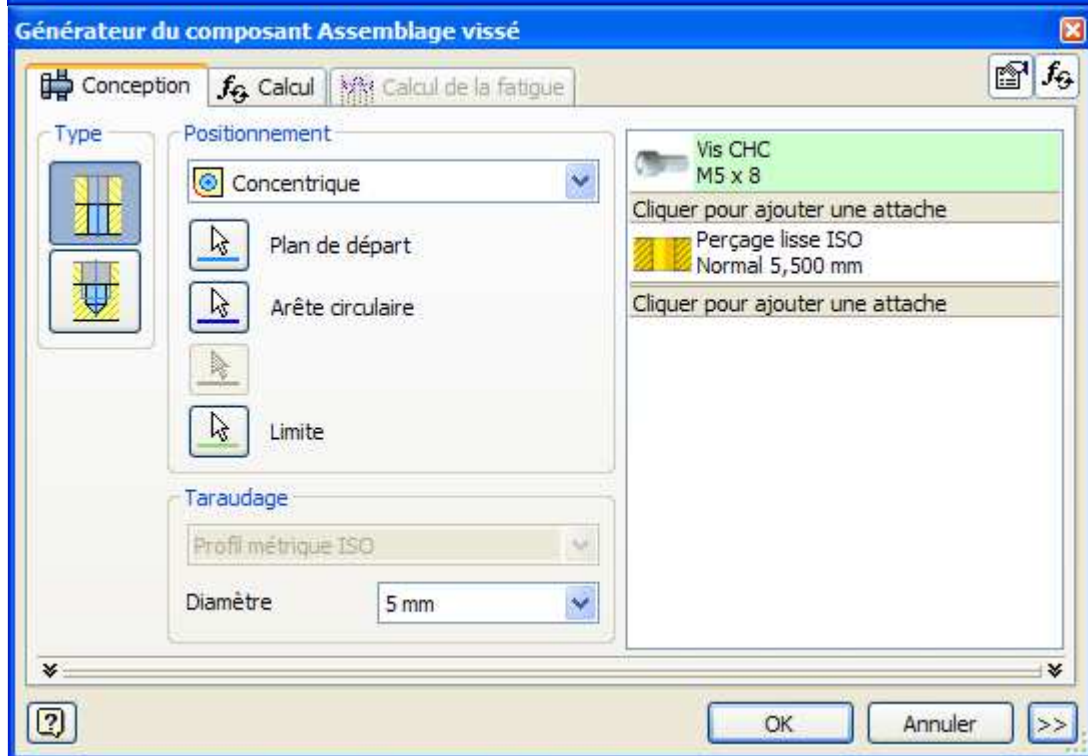 Générateur du composant Assemblage vissé
Conception
Calcul
Calcul de la fatigue
Type
Positionnement
Concentrique
Plan de départ
Arête circulaire
Limite
Taraudage
Profil métrique ISO
Diamètre
5 mm
Vis CHC
M5 x 8
Cliquer pour ajouter une attache
Perçage lisse ISO
Normal 5,500 mm
Cliquer pour ajouter une attache
OK
Annuler
>>